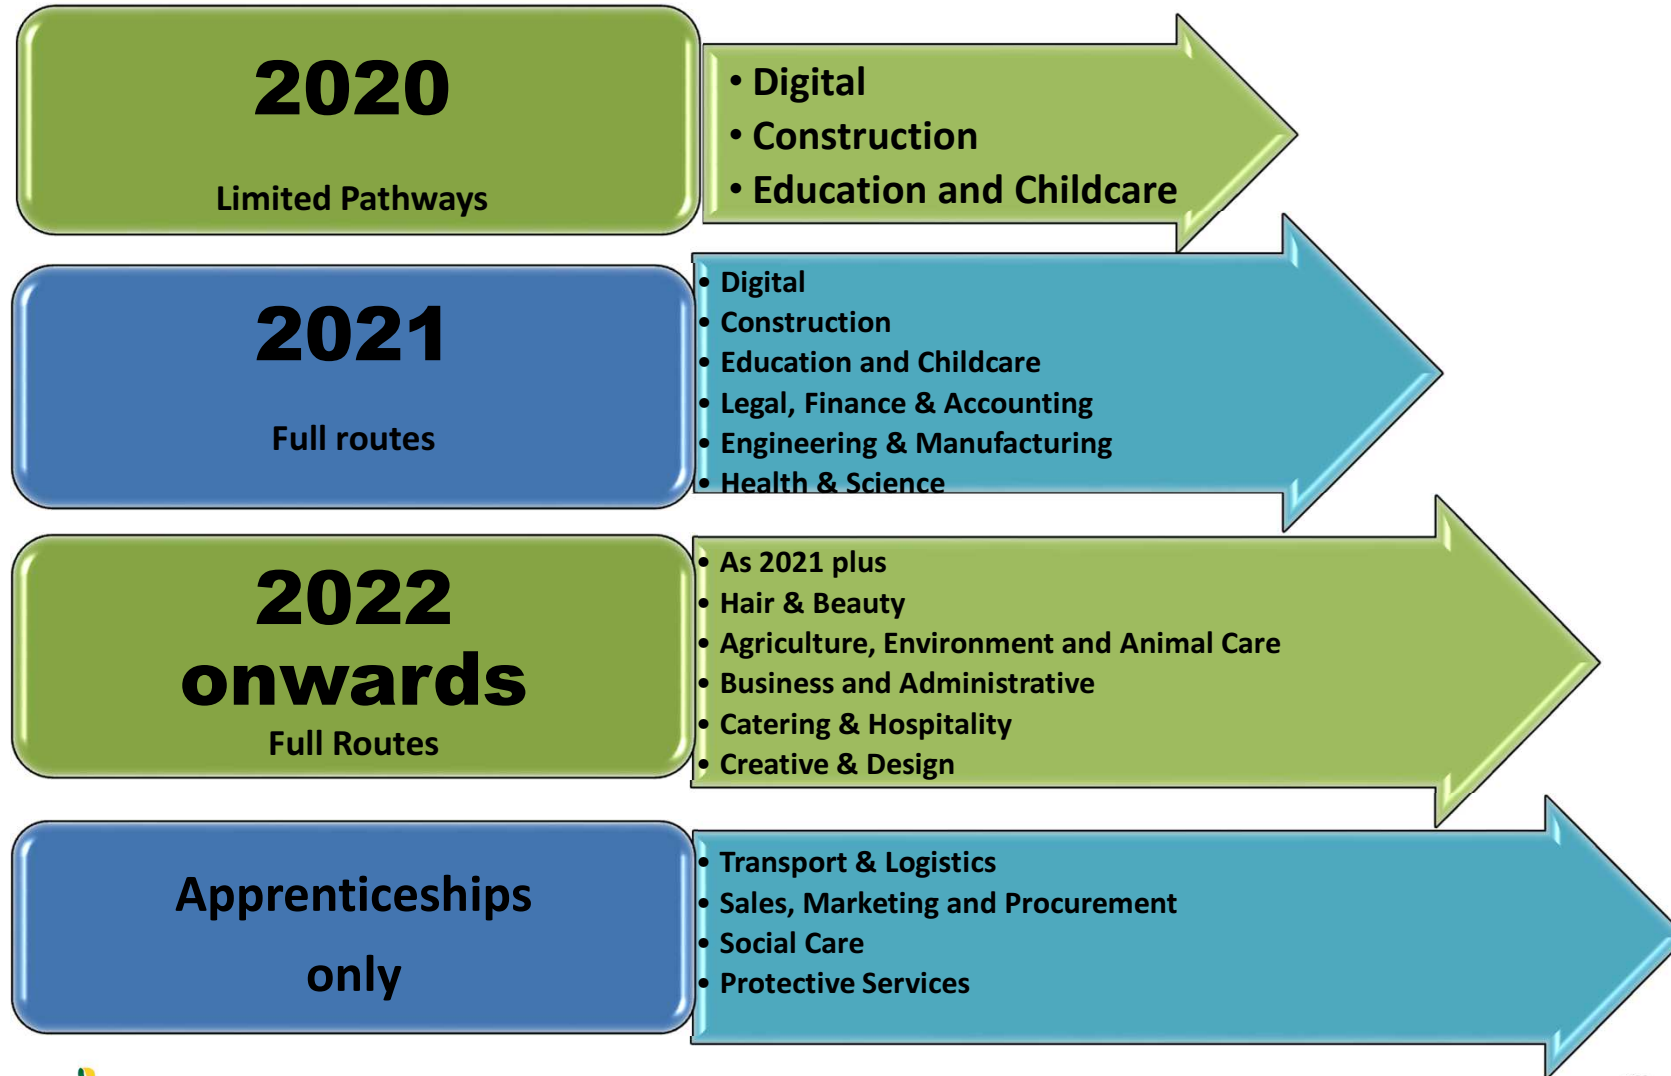 2020
Limited Pathways
• Digital
• Construction
• Education and Childcare
2021
Full routes
• Digital
• Construction
• Education and Childcare
• Legal, Finance & Accounting
• Engineering & Manufacturing
• Health & Science
2022
onwards
Full Routes
• As 2021 plus
• Hair & Beauty
• Agriculture, Environment and Animal Care
• Business and Administrative
• Catering & Hospitality
• Creative & Design
Apprenticeships
only
• Transport & Logistics
• Sales, Marketing and Procurement
• Social Care
• Protective Services